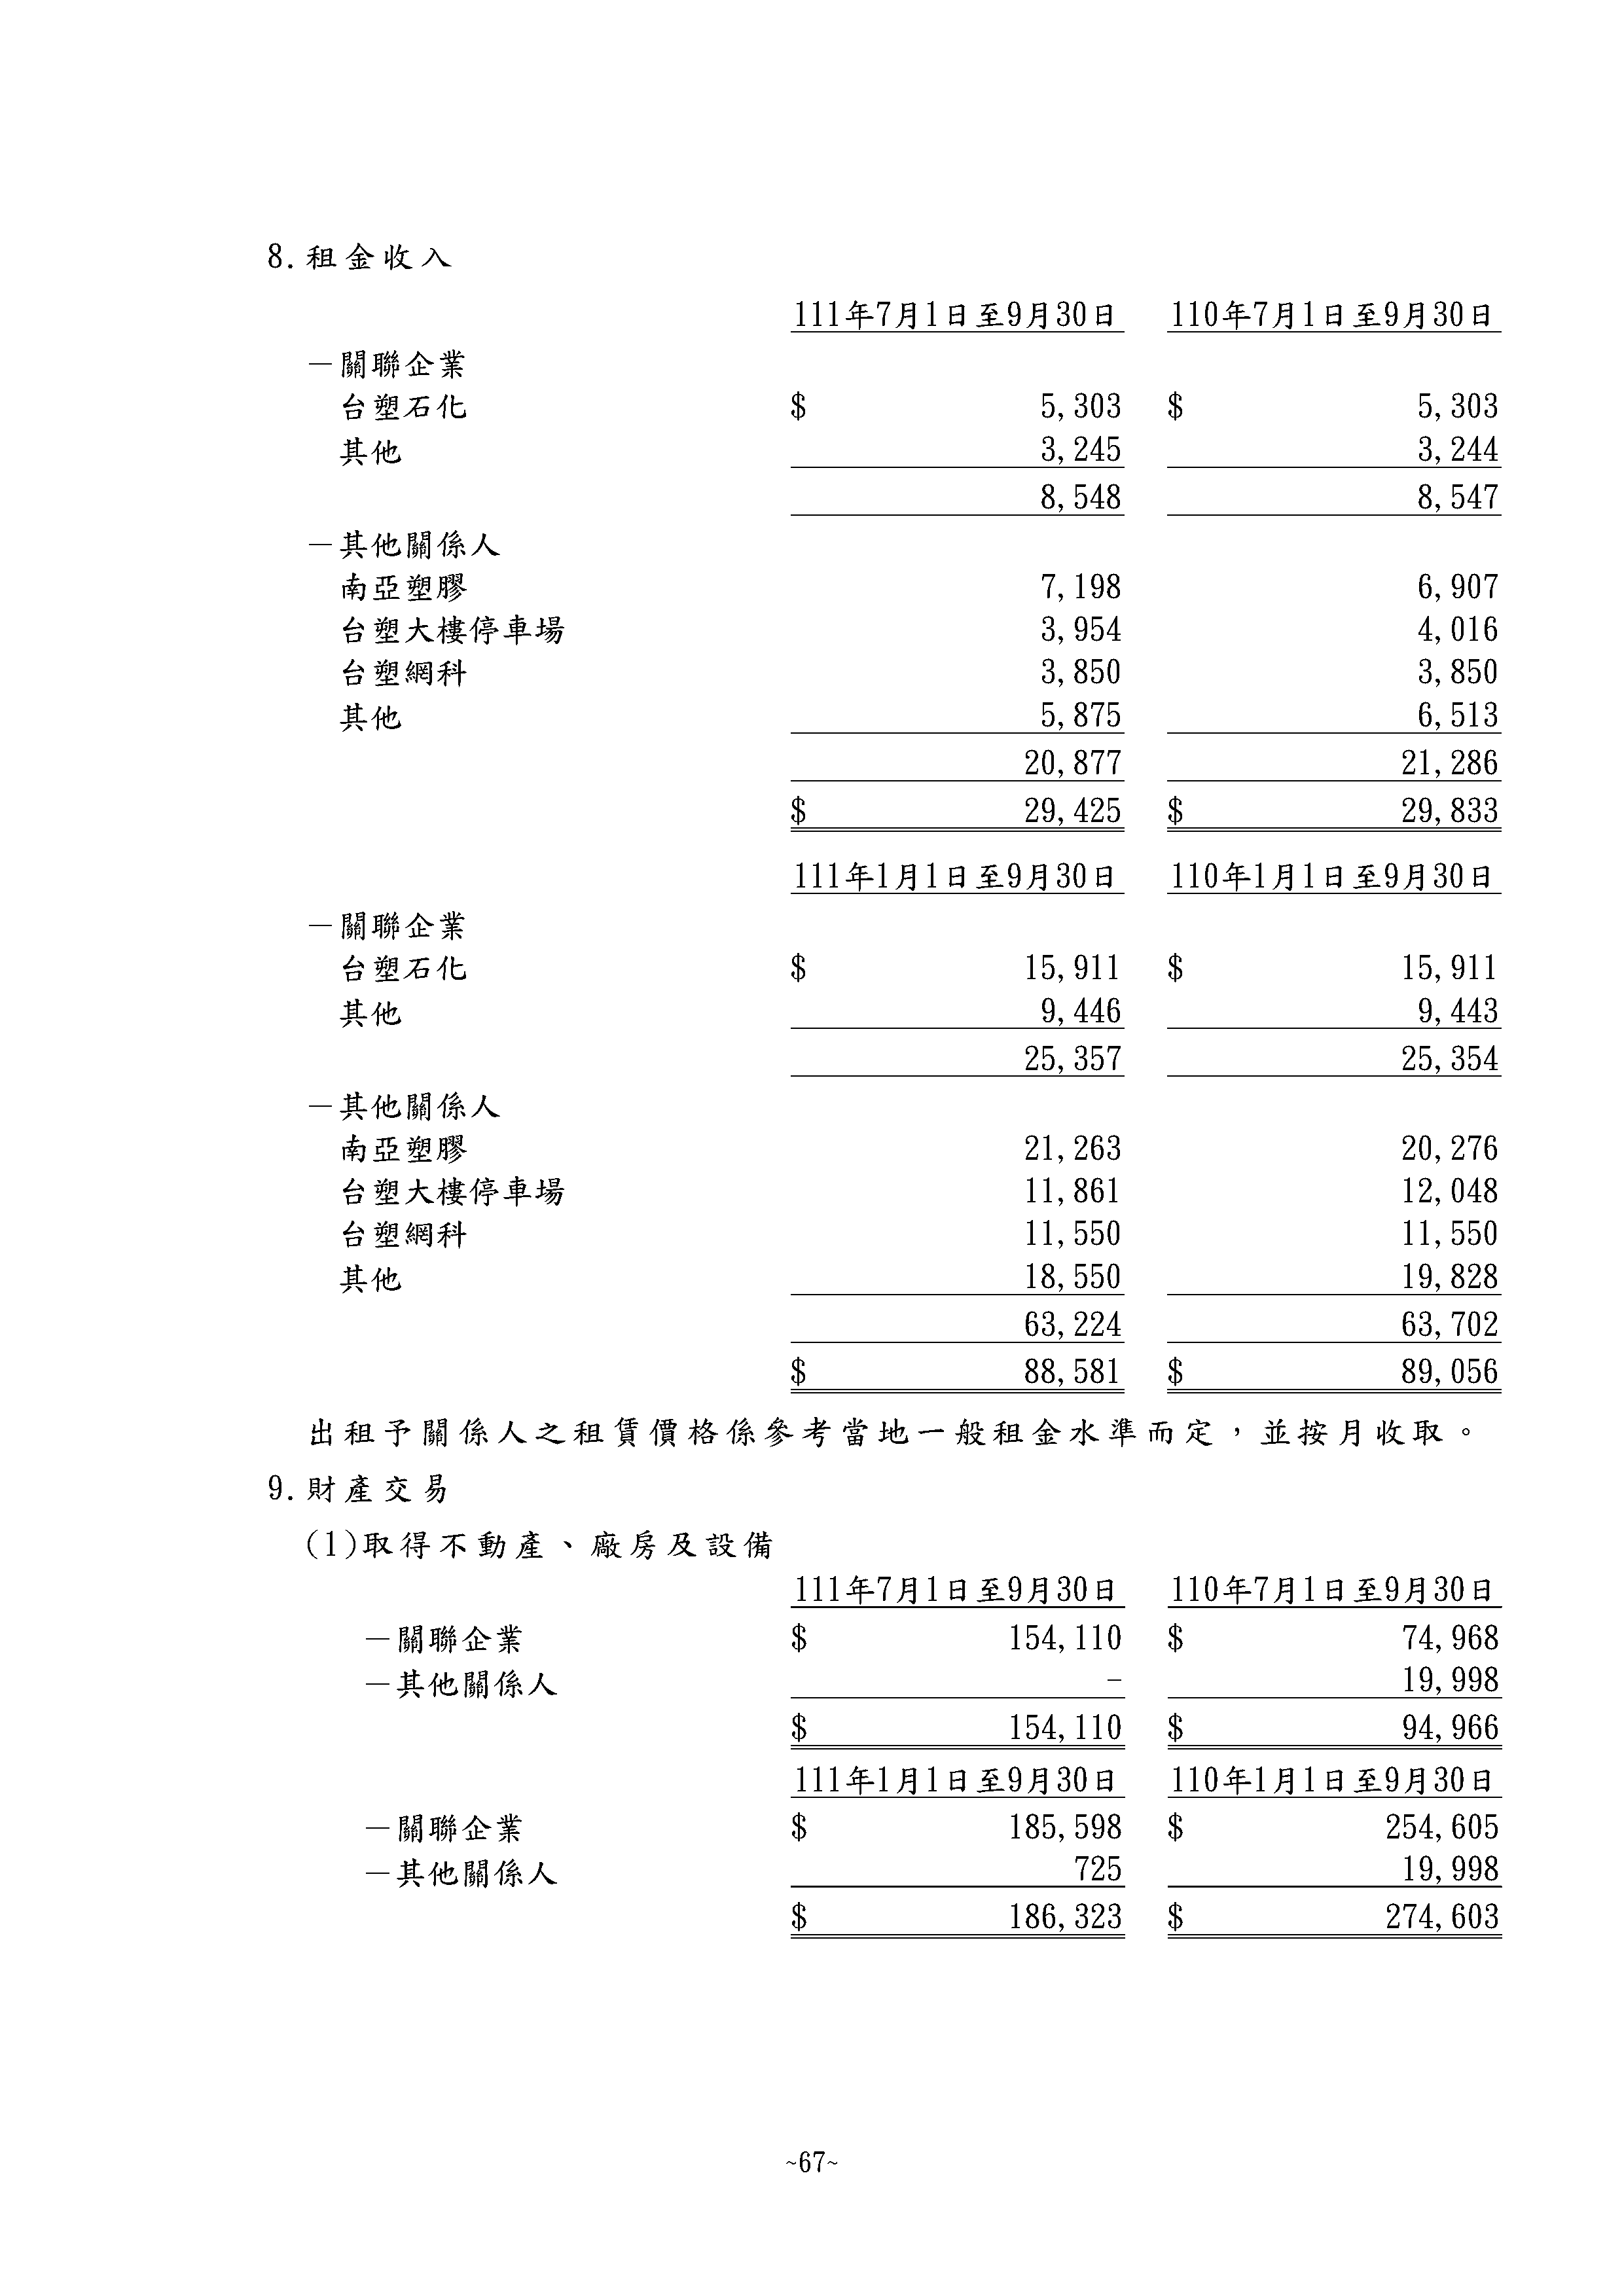 8.租金收入
111年7月1日至9月30日 110年7月1日至9月30日
－關聯企業
台塑石化 $ 5,303 $ 5,303
其他 3,245 3,244
8,548 8,547
－其他關係人
南亞塑膠 7,198 6,907
台塑大樓停車場 3,954 4,016
台塑網科 3,850 3,850
其他 5,875 6,513
20,877 21,286
$ 29,425 $ 29,833
111年1月1日至9月30日 110年1月1日至9月30日
－關聯企業
台塑石化 $ 15,911 $ 15,911
其他 9,446 9,443
25,357 25,354
－其他關係人
南亞塑膠 21,263 20,276
台塑大樓停車場 11,861 12,048
台塑網科 11,550 11,550
其他 18,550 19,828
63,224 63,702
$ 88,581 $ 89,056
出租予關係人之租賃價格係參考當地一般租金水準而定，並按月收取。
9.財產交易
(1)取得不動產、廠房及設備
111年7月1日至9月30日 110年7月1日至9月30日
－關聯企業 $ 154,110 $ 74,968
－其他關係人 － 19,998
$ 154,110 $ 94,966
111年1月1日至9月30日 110年1月1日至9月30日
－關聯企業 $ 185,598 $ 254,605
－其他關係人 725 19,998
$ 186,323 $ 274,603
~67~